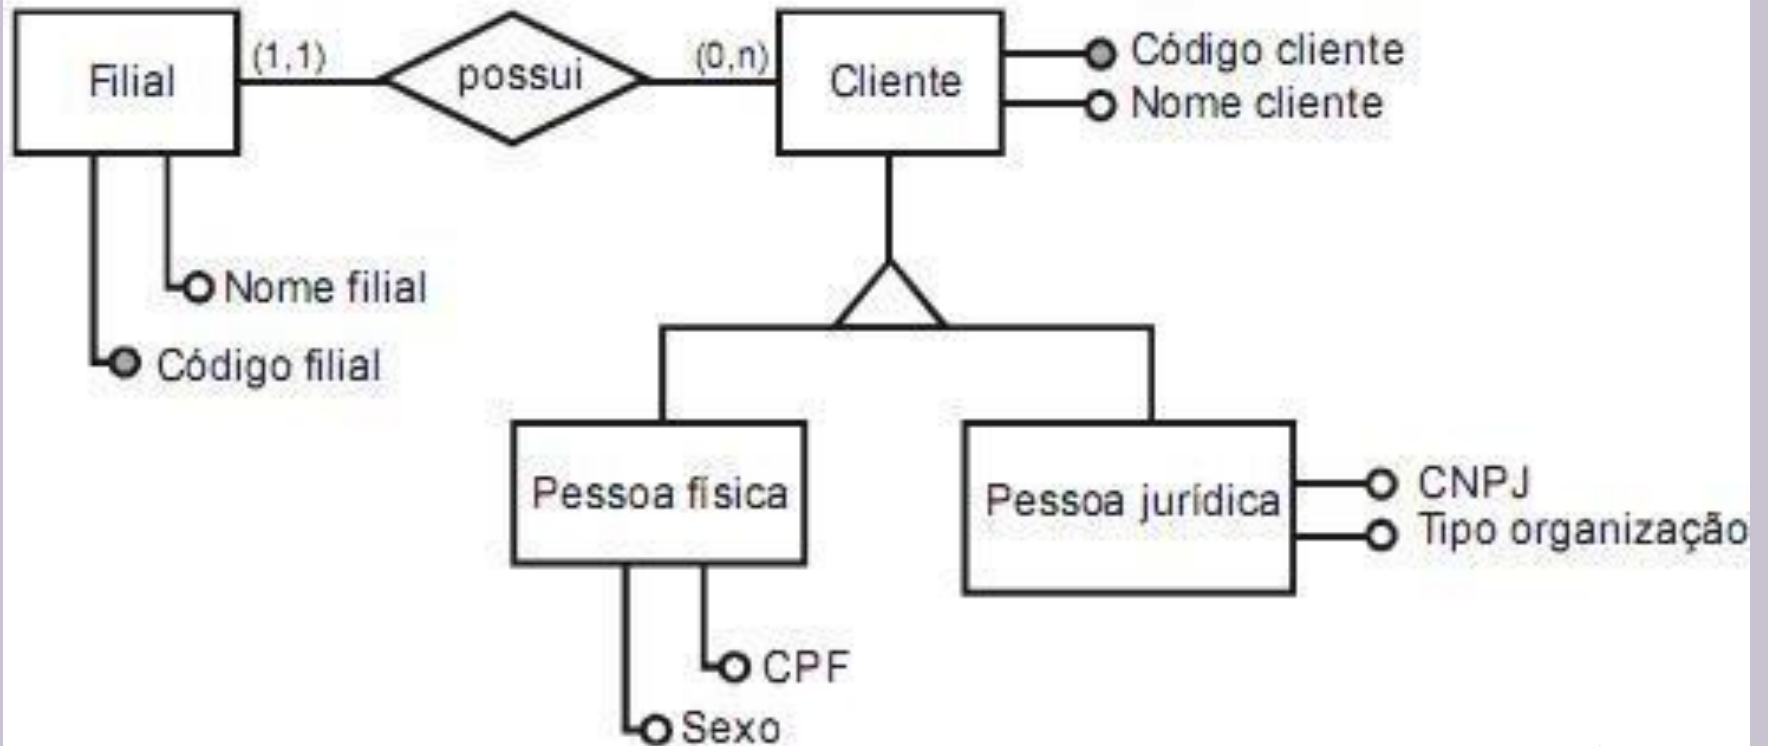 Filial
(1,1)
possui
(0,n)
Cliente
Código cliente
Nome cliente
Nome filial
Código filial
Pessoa física
Pessoa jurídica
CNPJ
Tipo organização
CPF
Sexo